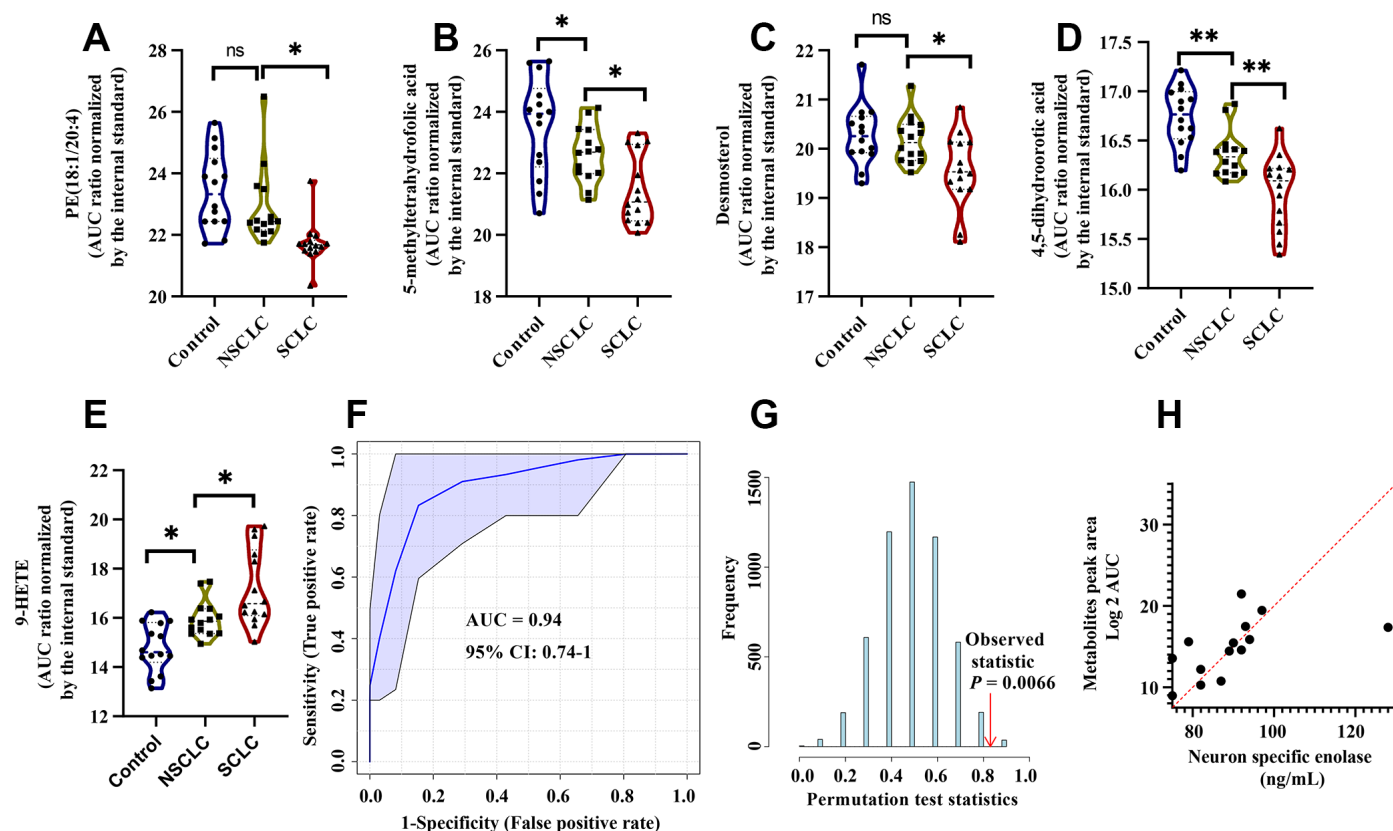 A
PE(18:1/20:4)
(AUC ratio normalized
by the internal standard)
28
26
24
22
20
ns
*
Control
NSCLC
SCLC
B
5-methyltetrahydrofolic acid
(AUC ratio normalized
by the internal standard)
26
24
22
20
18
*
*
Control
NSCLC
SCLC
C
Desmosterol
(AUC ratio normalized
by the internal standard)
22
21
20
19
18
17
ns
*
Control
NSCLC
SCLC
D
4,5-dihydroorotic acid
(AUC ratio normalized
by the internal standard)
17.5
17.0
16.5
16.0
15.5
15.0
**
**
Control
NSCLC
SCLC
E
9-HETE
(AUC ratio normalized
by the internal standard)
22
20
18
16
14
12
*
*
Control
NSCLC
SCLC
F
Sensitivity (True positive rate)
1.0
0.8
0.6
0.4
0.2
0.0
AUC = 0.94
95% CI: 0.74-1
0.0 0.2 0.4 0.6 0.8 1.0
1-Specificity (False positive rate)
G
Frequency
1500
1000
500
0
Observed
statistic
P = 0.0066
0.0 0.2 0.4 0.6 0.8 1.0
Permutation test statistics
H
Metabolites peak area
Log 2 AUC
30
20
10
80 100 120
Neuron specific enolase
(ng/mL)